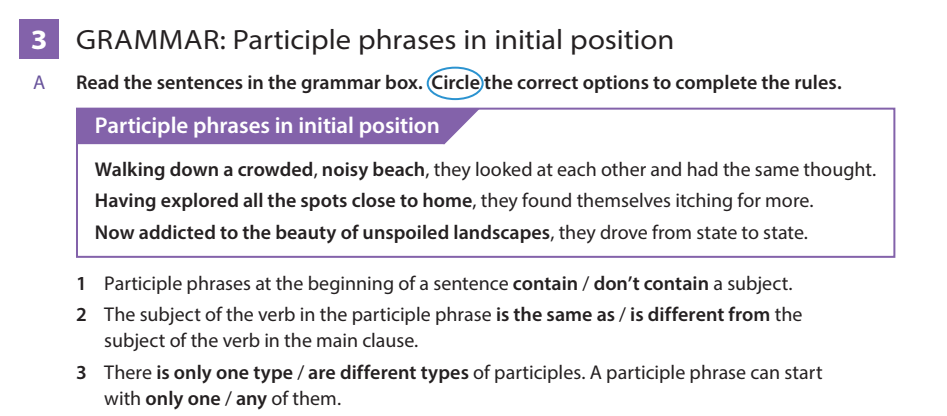 3 GRAMMAR: Participle phrases in initial position
A Read the sentences in the grammar box. Circle the correct options to complete the rules.
Participle phrases in initial position
Walking down a crowded, noisy beach, they looked at each other and had the same thought.
Having explored all the spots close to home, they found themselves itching for more.
Now addicted to the beauty of unspoiled landscapes, they drove from state to state.
1 Participle phrases at the beginning of a sentence contain / don’t contain a subject.
2 The subject of the verb in the participle phrase is the same as / is different from the
subject of the verb in the main clause.
3 There is only one type / are different types of participles. A participle phrase can start
with only one / any of them.